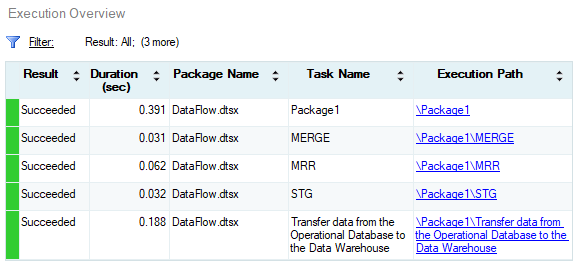 Execution Overview
Filter: Result: All; (3 more)
Result Duration (sec) Package Name Task Name Execution Path
Succeeded 0.391 DataFlow.dtsx Package1 \Package1
Succeeded 0.031 DataFlow.dtsx MERGE \Package1\MERGE
Succeeded 0.062 DataFlow.dtsx MRR \Package1\MRR
Succeeded 0.032 DataFlow.dtsx STG \Package1\STG
Succeeded 0.188 DataFlow.dtsx Transfer data from the \Package1\Transfer data from
Operational Database to the Operational Database to the
the Data Warehouse Data Warehouse